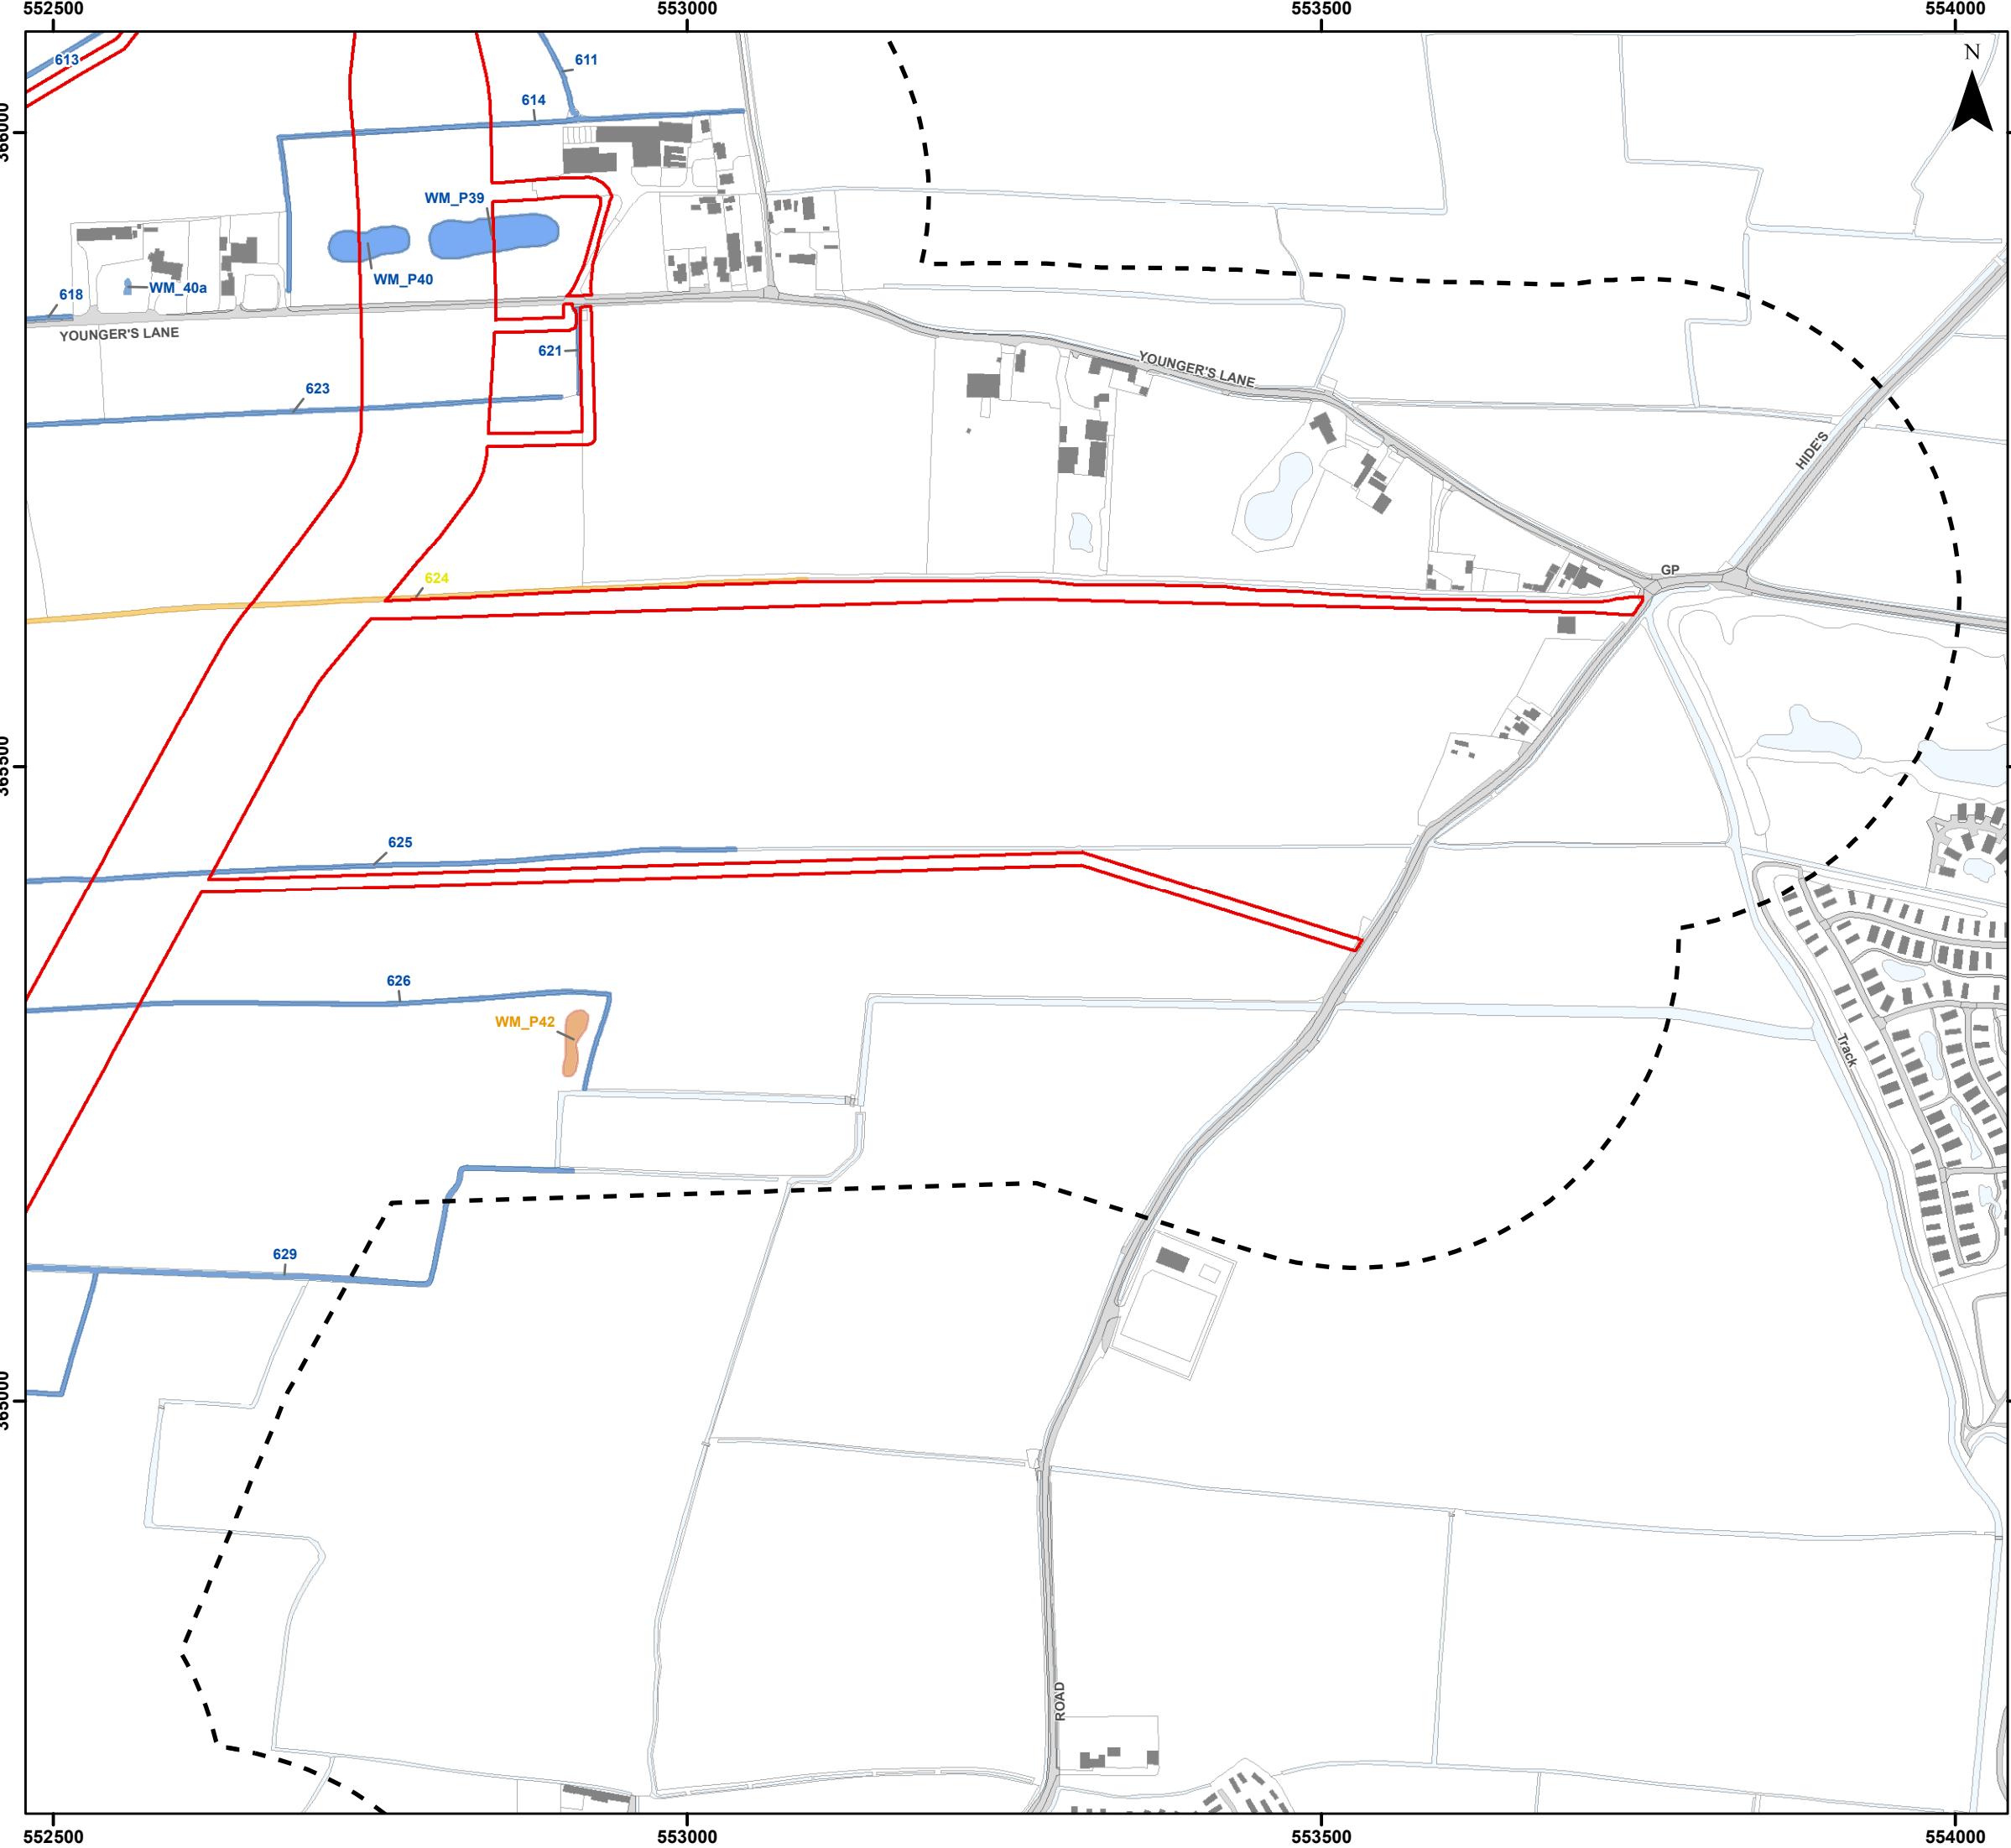 552500 553000 553500 554000
N
613
611
614
366000
WM_P39
WM_P40
WM_40a
618
YOUNGER'S LANE
621
YOUNGER'S LANE
623
HIDE'S
GP
624
365500
625
626
WM_P42
Track
629
365000
ROAD
552500 553000 553500 554000